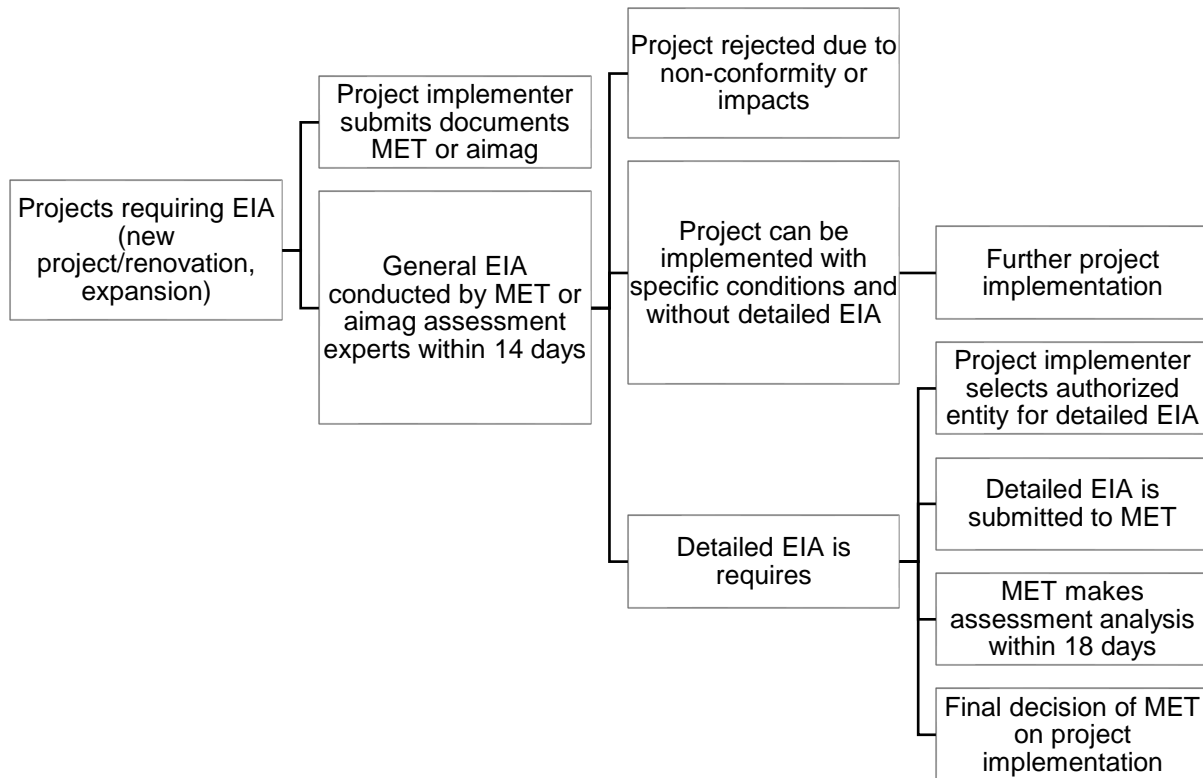 Projects requiring EIA
(new
project/renovation,
expansion)
Project implementer
submits documents
MET or aimag
General EIA
conducted by MET or
aimag assessment
experts within 14 days
Project rejected due to
non-conformity or
impacts
Project can be
implemented with
specific conditions and
without detailed EIA
Further project
implementation
Detailed EIA is
requires
Project implementer
selects authorized
entity for detailed EIA
Detailed EIA is
submitted to MET
MET makes
assessment analysis
within 18 days
Final decision of MET
on project
implementation